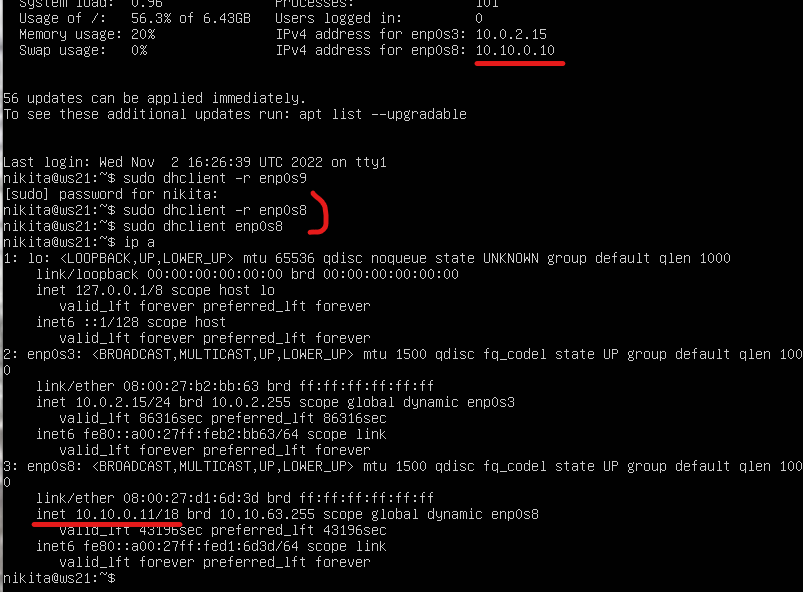 System load:  0.96               Processes:               101
Usage of /:   56.3% of 6.43GB   Users logged in:         0
Memory usage: 20%               IPv4 address for enp0s3: 10.0.2.15
Swap usage:   0%                IPv4 address for enp0s8: 10.10.0.10
56 updates can be applied immediately.
To see these additional updates run: apt list --upgradable
Last login: Wed Nov  2 16:26:39 UTC 2022 on tty1
nikita@ws21:~$ sudo dhclient -r enp0s9
[sudo] password for nikita:
nikita@ws21:~$ sudo dhclient -r enp0s8
nikita@ws21:~$ sudo dhclient enp0s8
nikita@ws21:~$ ip a
1: lo: <LOOPBACK,UP,LOWER_UP> mtu 65536 qdisc noqueue state UNKNOWN group default qlen 1000
    link/loopback 00:00:00:00:00:00 brd 00:00:00:00:00:00
    inet 127.0.0.1/8 scope host lo
       valid_lft forever preferred_lft forever
    inet6 ::1/128 scope host
       valid_lft forever preferred_lft forever
2: enp0s3: <BROADCAST,MULTICAST,UP,LOWER_UP> mtu 1500 qdisc fq_codel state UP group default qlen 100
0
    link/ether 08:00:27:b2:bb:63 brd ff:ff:ff:ff:ff:ff
    inet 10.0.2.15/24 brd 10.0.2.255 scope global dynamic enp0s3
       valid_lft 86316sec preferred_lft 86316sec
    inet6 fe80::a00:27ff:feb2:bb63/64 scope link
       valid_lft forever preferred_lft forever
3: enp0s8: <BROADCAST,MULTICAST,UP,LOWER_UP> mtu 1500 qdisc fq_codel state UP group default qlen 100
0
    link/ether 08:00:27:d1:6d:3d brd ff:ff:ff:ff:ff:ff
    inet 10.10.0.11/18 brd 10.10.63.255 scope global dynamic enp0s8
       valid_lft 43196sec preferred_lft 43196sec
    inet6 fe80::a00:27ff:fed1:6d3d/64 scope link
       valid_lft forever preferred_lft forever
nikita@ws21:~$